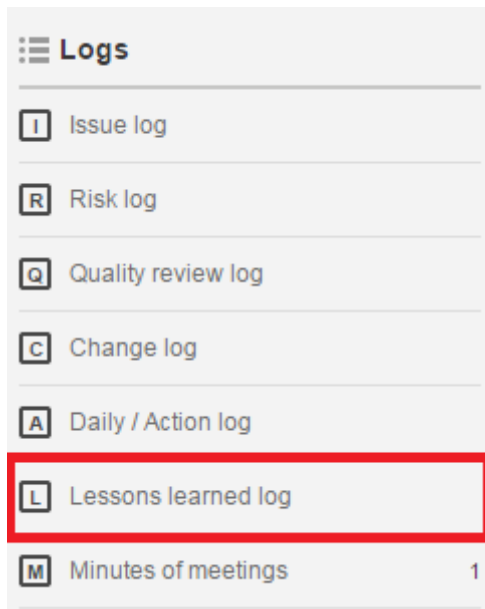 Logs
I Issue log
R Risk log
Q Quality review log
C Change log
A Daily / Action log
L Lessons learned log
M Minutes of meetings 1